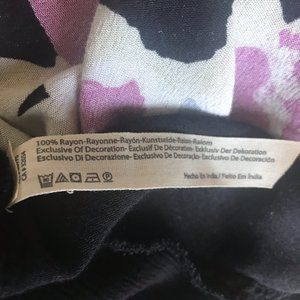 100% Rayon-Rayonne-Rayón-Kunstseide-Raion-Raiom
Exclusive Of Decoration- Exclusif De Décoration- Exklusiv Der Dekoration
Esclusivo Di Decorazione- Exclusivo De Decoração-Exclusivo De Decoración
Hecho En India./ Feito Em Índia